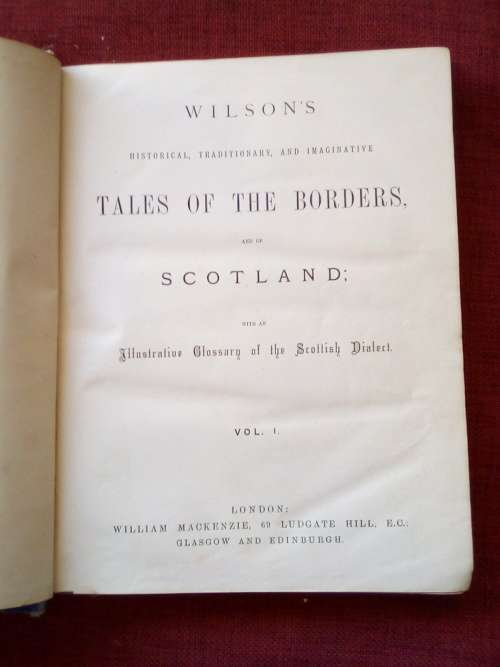 WILSON'S
HISTORICAL, TRADITIONARY, AND IMAGINATIVE
TALES OF THE BORDERS,
AND OF
SCOTLAND;
WITH AN
Illustrative Glossary of the Scottish Dialect.
VOL. I.
LONDON:
WILLIAM MACKENZIE, 69 LUDGATE HILL, E.C.;
GLASGOW AND EDINBURGH.